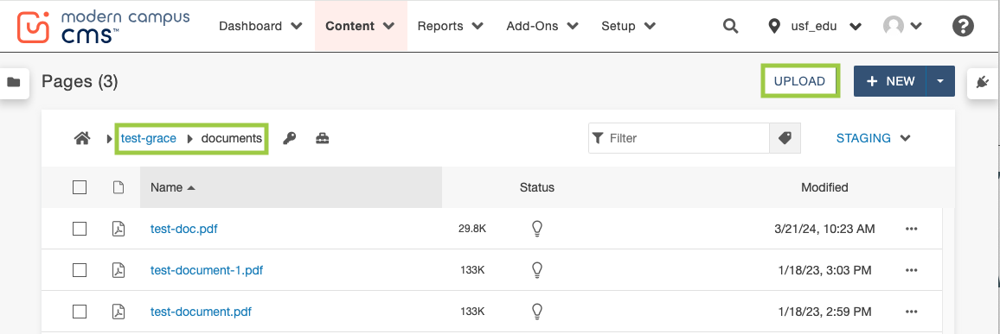 modern campus
cms™
Dashboard Content Reports Add-Ons Setup usf_edu
Pages (3) UPLOAD + NEW
test-grace documents Filter STAGING
Name Status Modified
test-doc.pdf 29.8K 3/21/24, 10:23 AM
test-document-1.pdf 133K 1/18/23, 3:03 PM
test-document.pdf 133K 1/18/23, 2:59 PM